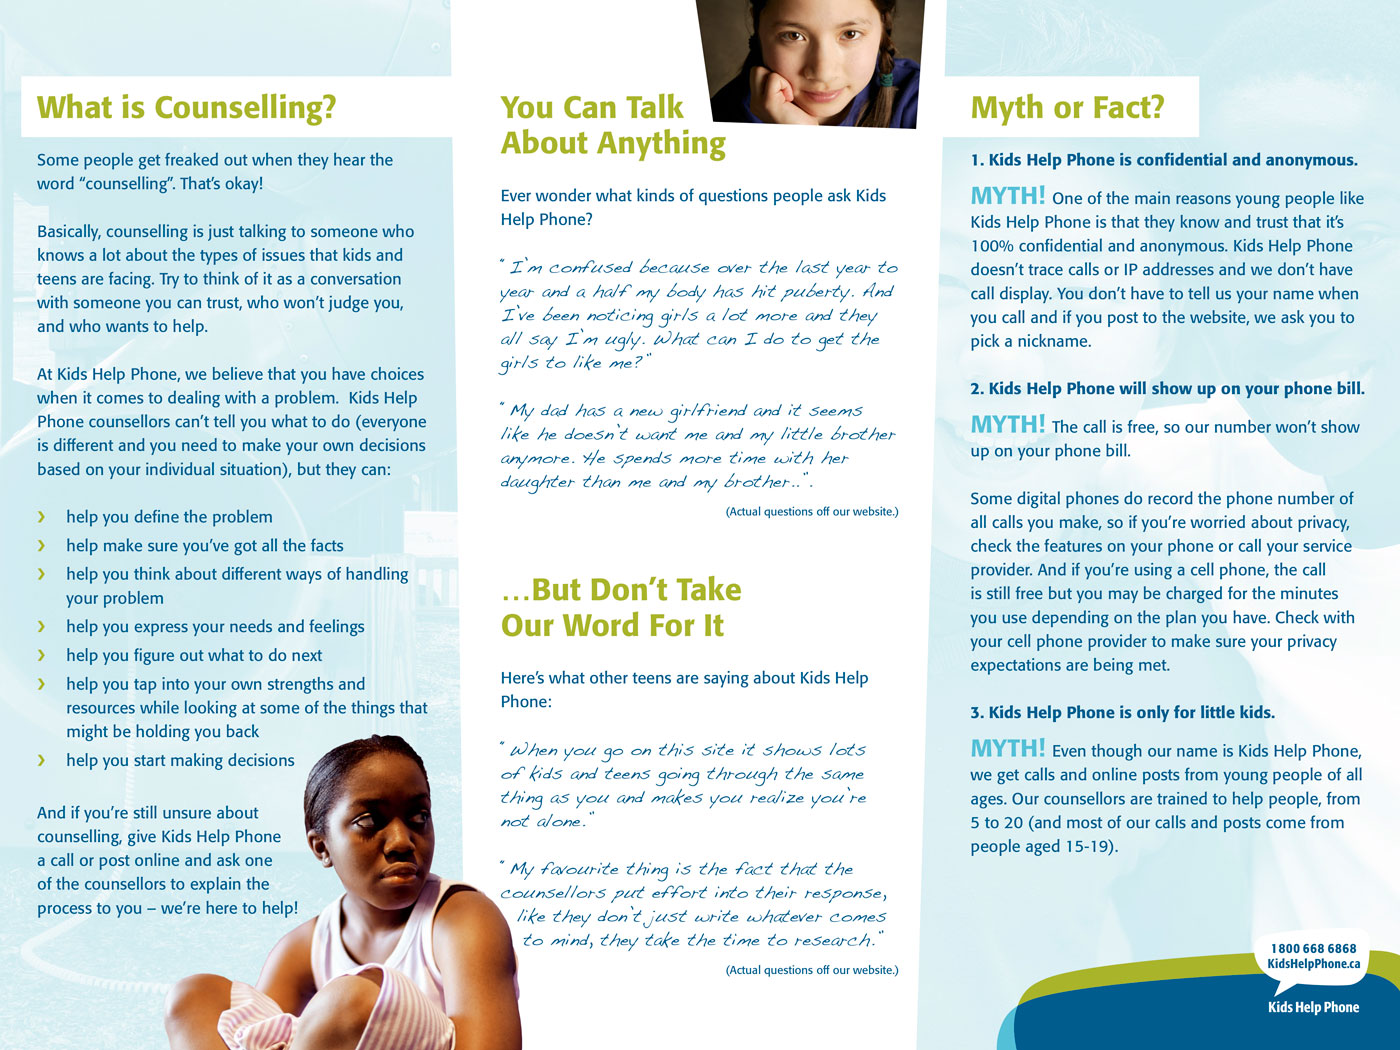 What is Counselling?
Some people get freaked out when they hear the
word “counselling”. That’s okay!
Basically, counselling is just talking to someone who
knows a lot about the types of issues that kids and
teens are facing. Try to think of it as a conversation
with someone you can trust, who won’t judge you,
and who wants to help.
At Kids Help Phone, we believe that you have choices
when it comes to dealing with a problem.  Kids Help
Phone counsellors can’t tell you what to do (everyone
is different and you need to make your own decisions
based on your individual situation), but they can:
› help you define the problem
› help make sure you’ve got all the facts
› help you think about different ways of handling
your problem
› help you express your needs and feelings
› help you figure out what to do next
› help you tap into your own strengths and
resources while looking at some of the things that
might be holding you back
› help you start making decisions
And if you’re still unsure about
counselling, give Kids Help Phone
a call or post online and ask one
of the counsellors to explain the
process to you – we’re here to help!
You Can Talk
About Anything
Ever wonder what kinds of questions people ask Kids
Help Phone?
“I’m confused because over the last year to
year and a half my body has hit puberty. And
I’ve been noticing girls a lot more and they
all say I’m ugly. What can I do to get the
girls to like me?”
“My dad has a new girlfriend and it seems
like he doesn’t want me and my little brother
anymore. He spends more time with her
daughter than me and my brother..”.
(Actual questions off our website.)
…But Don’t Take
Our Word For It
Here’s what other teens are saying about Kids Help
Phone:
“When you go on this site it shows lots
of kids and teens going through the same
thing as you and makes you realize you’re
not alone.”
“My favourite thing is the fact that the
counsellors put effort into their response,
like they don’t just write whatever comes
to mind, they take the time to research.”
(Actual questions off our website.)
Myth or Fact?
1. Kids Help Phone is confidential and anonymous.
MYTH! One of the main reasons young people like
Kids Help Phone is that they know and trust that it’s
100% confidential and anonymous. Kids Help Phone
doesn’t trace calls or IP addresses and we don’t have
call display. You don’t have to tell us your name when
you call and if you post to the website, we ask you to
pick a nickname.
2. Kids Help Phone will show up on your phone bill.
MYTH! The call is free, so our number won’t show
up on your phone bill.
Some digital phones do record the phone number of
all calls you make, so if you’re worried about privacy,
check the features on your phone or call your service
provider. And if you’re using a cell phone, the call
is still free but you may be charged for the minutes
you use depending on the plan you have. Check with
your cell phone provider to make sure your privacy
expectations are being met.
3. Kids Help Phone is only for little kids.
MYTH! Even though our name is Kids Help Phone,
we get calls and online posts from young people of all
ages. Our counsellors are trained to help people, from
5 to 20 (and most of our calls and posts come from
people aged 15-19).
1 800 668 6868
KidsHelpPhone.ca
Kids Help Phone